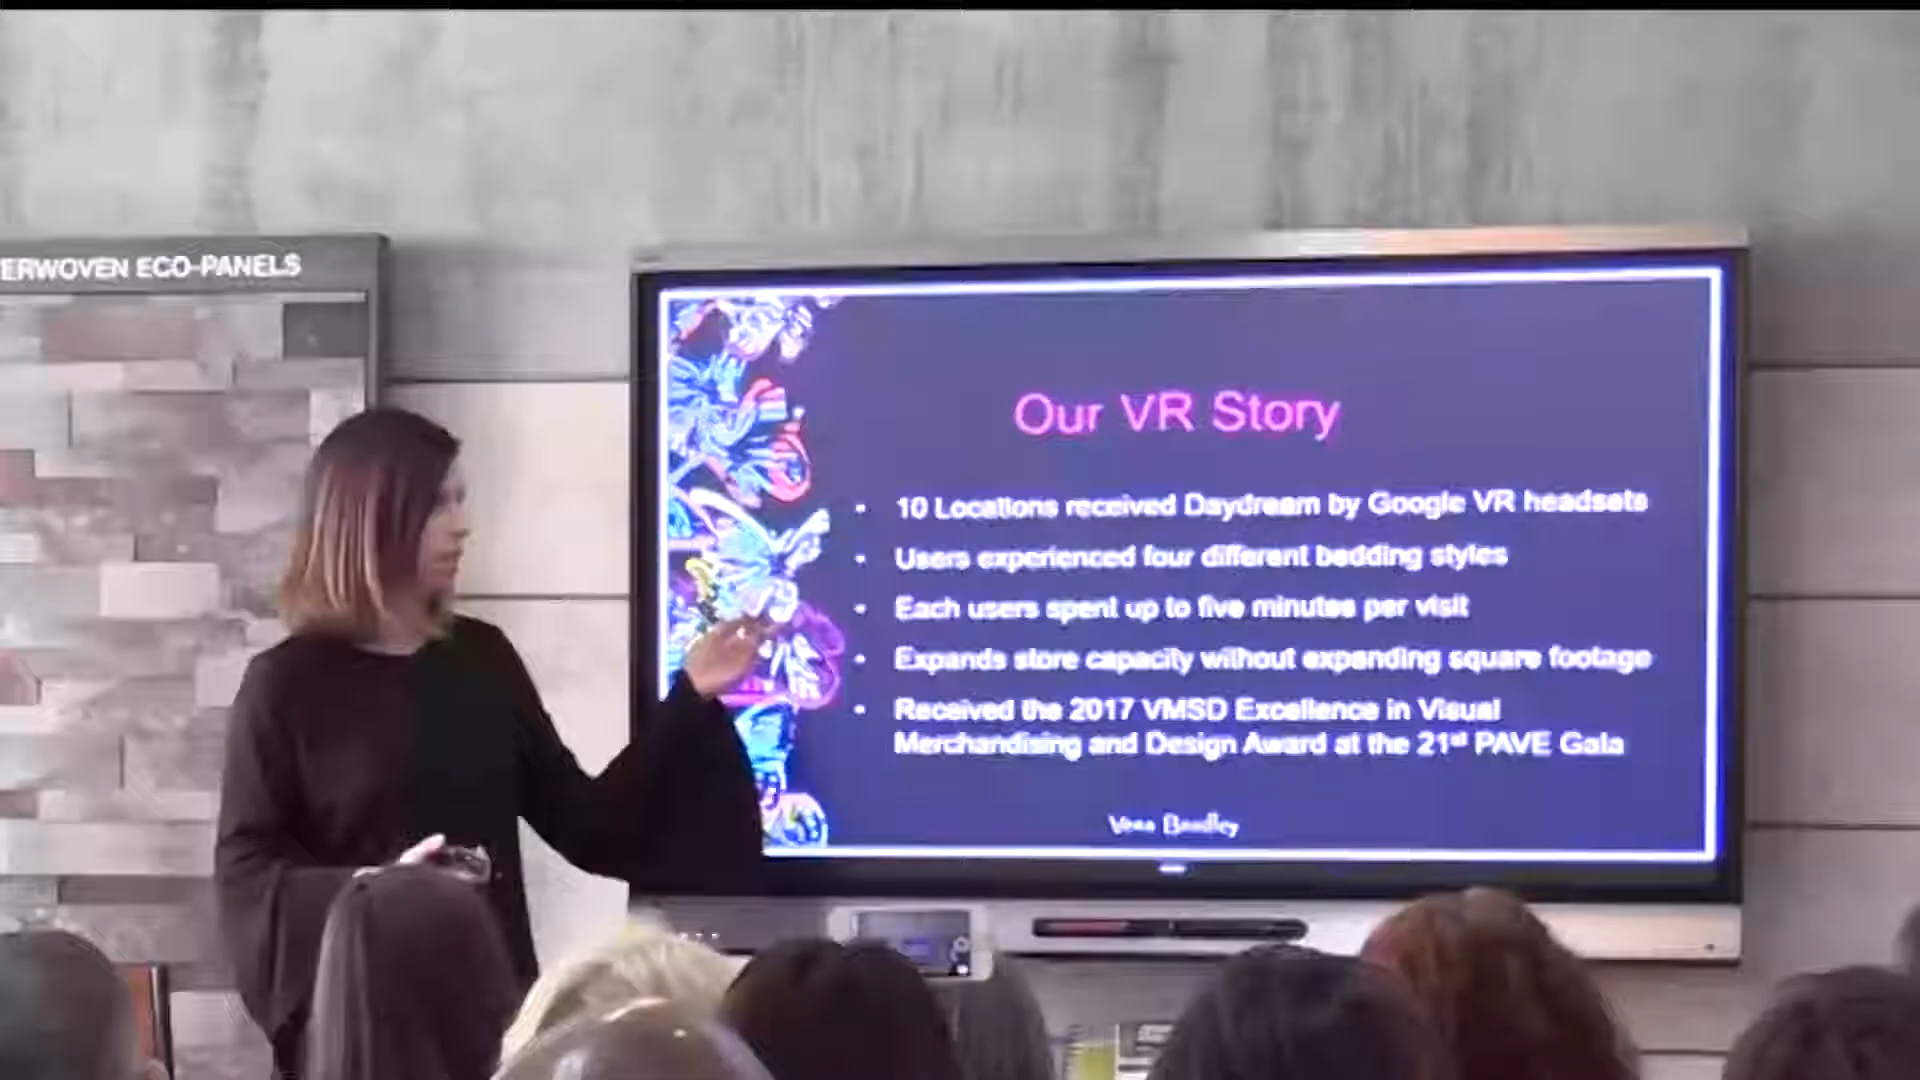 ERWOVEN ECO-PANELS
Our VR Story
• 10 Locations received Daydream by Google VR headsets
• Users experienced four different bedding styles
• Each users spent up to five minutes per visit
• Expands store capacity without expanding square footage
• Received the 2017 VMSD Excellence in Visual
Merchandising and Design Award at the 21st PAVE Gala
Vera Bradley